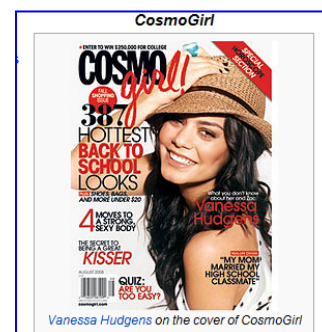 CosmoGirl
★ENTER TO WIN $250,000 FOR COLLEGE
COSMO
girl!
SPECIAL
SECTION
FALL
SHOPPING
ISSUE
387
HOTTEST
BACK TO
SCHOOL
LOOKS
PLUS SHOES, BAGS,
AND MORE UNDER $20
What you don't know
about her and Zac
Vanessa
Hudgens
4 MOVES TO
A STRONG,
SEXY BODY
THE SECRET TO
BEING A GREAT
KISSER
"MY MOM
MARRIED MY
HIGH SCHOOL
CLASSMATE"
AUGUST 2008
QUIZ:
ARE YOU
TOO EASY?
cosmogirl.com
Vanessa Hudgens on the cover of CosmoGirl